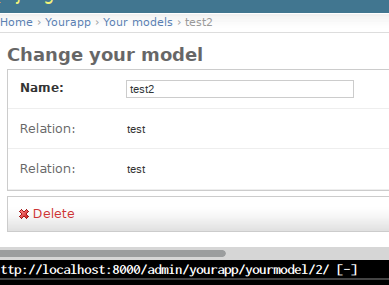 Home › Yourapp › Your models › test2
Change your model
Name: test2
Relation: test
Relation: test
Delete
ttp://localhost:8000/admin/yourapp/yourmodel/2/ [-]